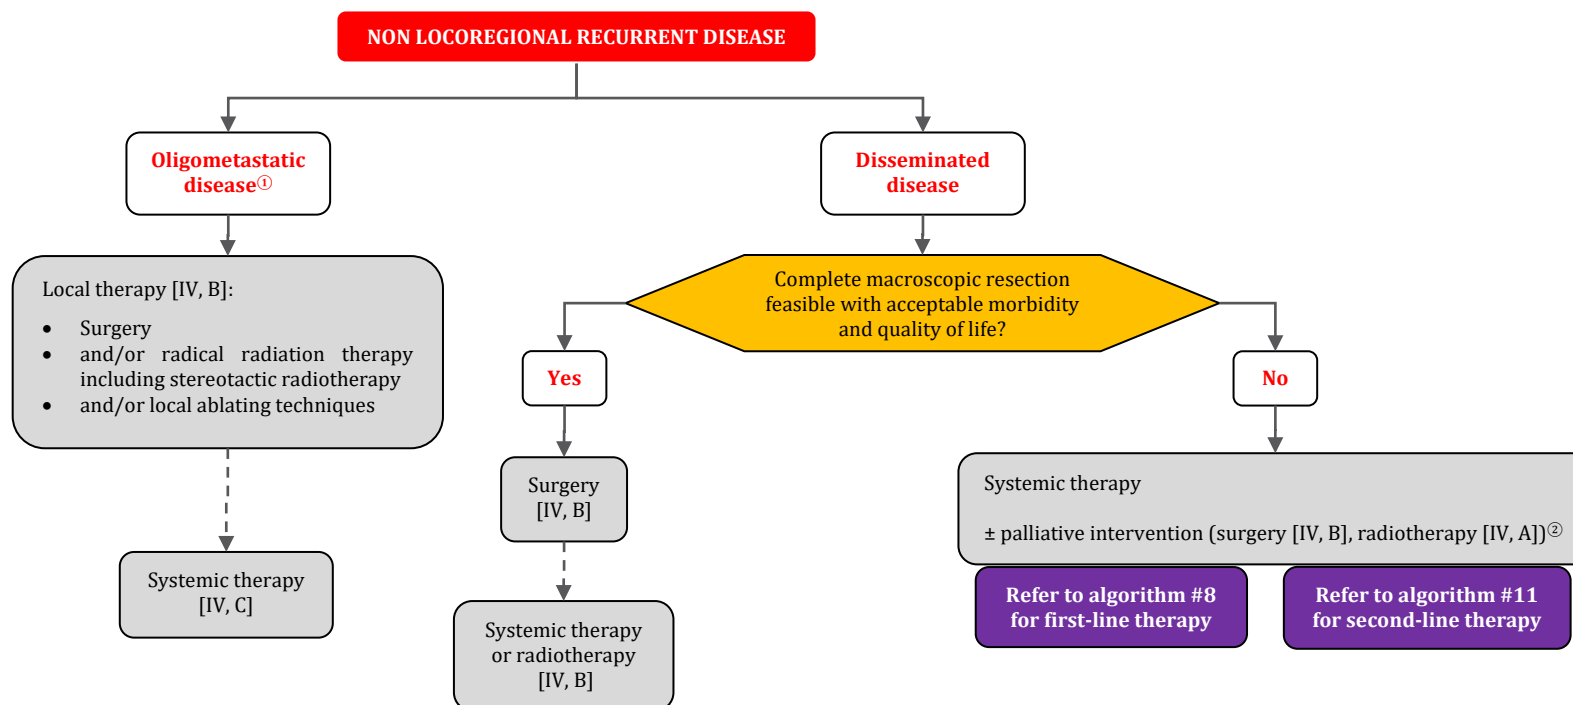 NON LOCOREGIONAL RECURRENT DISEASE
Oligometastatic
disease①
Disseminated
disease
Local therapy [IV, B]:
• Surgery
• and/or radical radiation therapy
including stereotactic radiotherapy
• and/or local ablating techniques
Complete macroscopic resection
feasible with acceptable morbidity
and quality of life?
Yes
No
Surgery
[IV, B]
Systemic therapy
± palliative intervention (surgery [IV, B], radiotherapy [IV, A])②
Systemic therapy
[IV, C]
Refer to algorithm #8
for first-line therapy
Refer to algorithm #11
for second-line therapy
Systemic therapy
or radiotherapy
[IV, B]